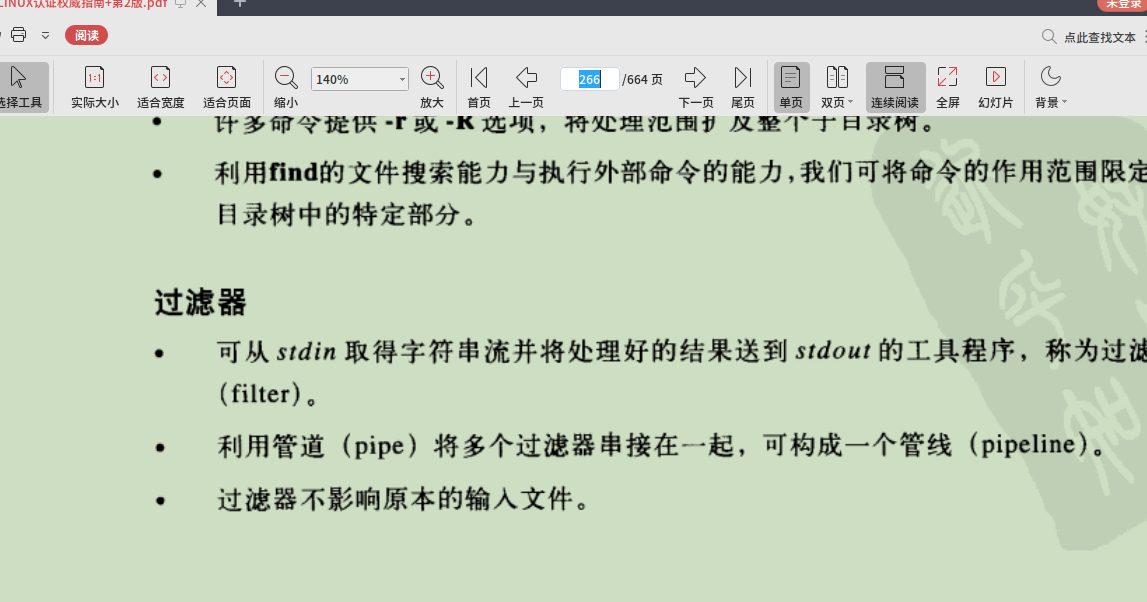 LINUX认证权威指南+第2版.pdf
未登录
阅读
点此查找文本
选择工具 实际大小 适合宽度 适合页面 缩小 140% 放大 首页 上一页 266 /664 页 下一页 尾页 单页 双页 连续阅读 全屏 幻灯片 背景
• 许多命令提供 -r 或 -R 选项，将处理范围扩及整个子目录树。
• 利用find的文件搜索能力与执行外部命令的能力,我们可将命令的作用范围限定
目录树中的特定部分。
过滤器
• 可从 stdin 取得字符串流并将处理好的结果送到 stdout 的工具程序，称为过滤
（filter）。
• 利用管道（pipe）将多个过滤器串接在一起，可构成一个管线（pipeline）。
• 过滤器不影响原本的输入文件。